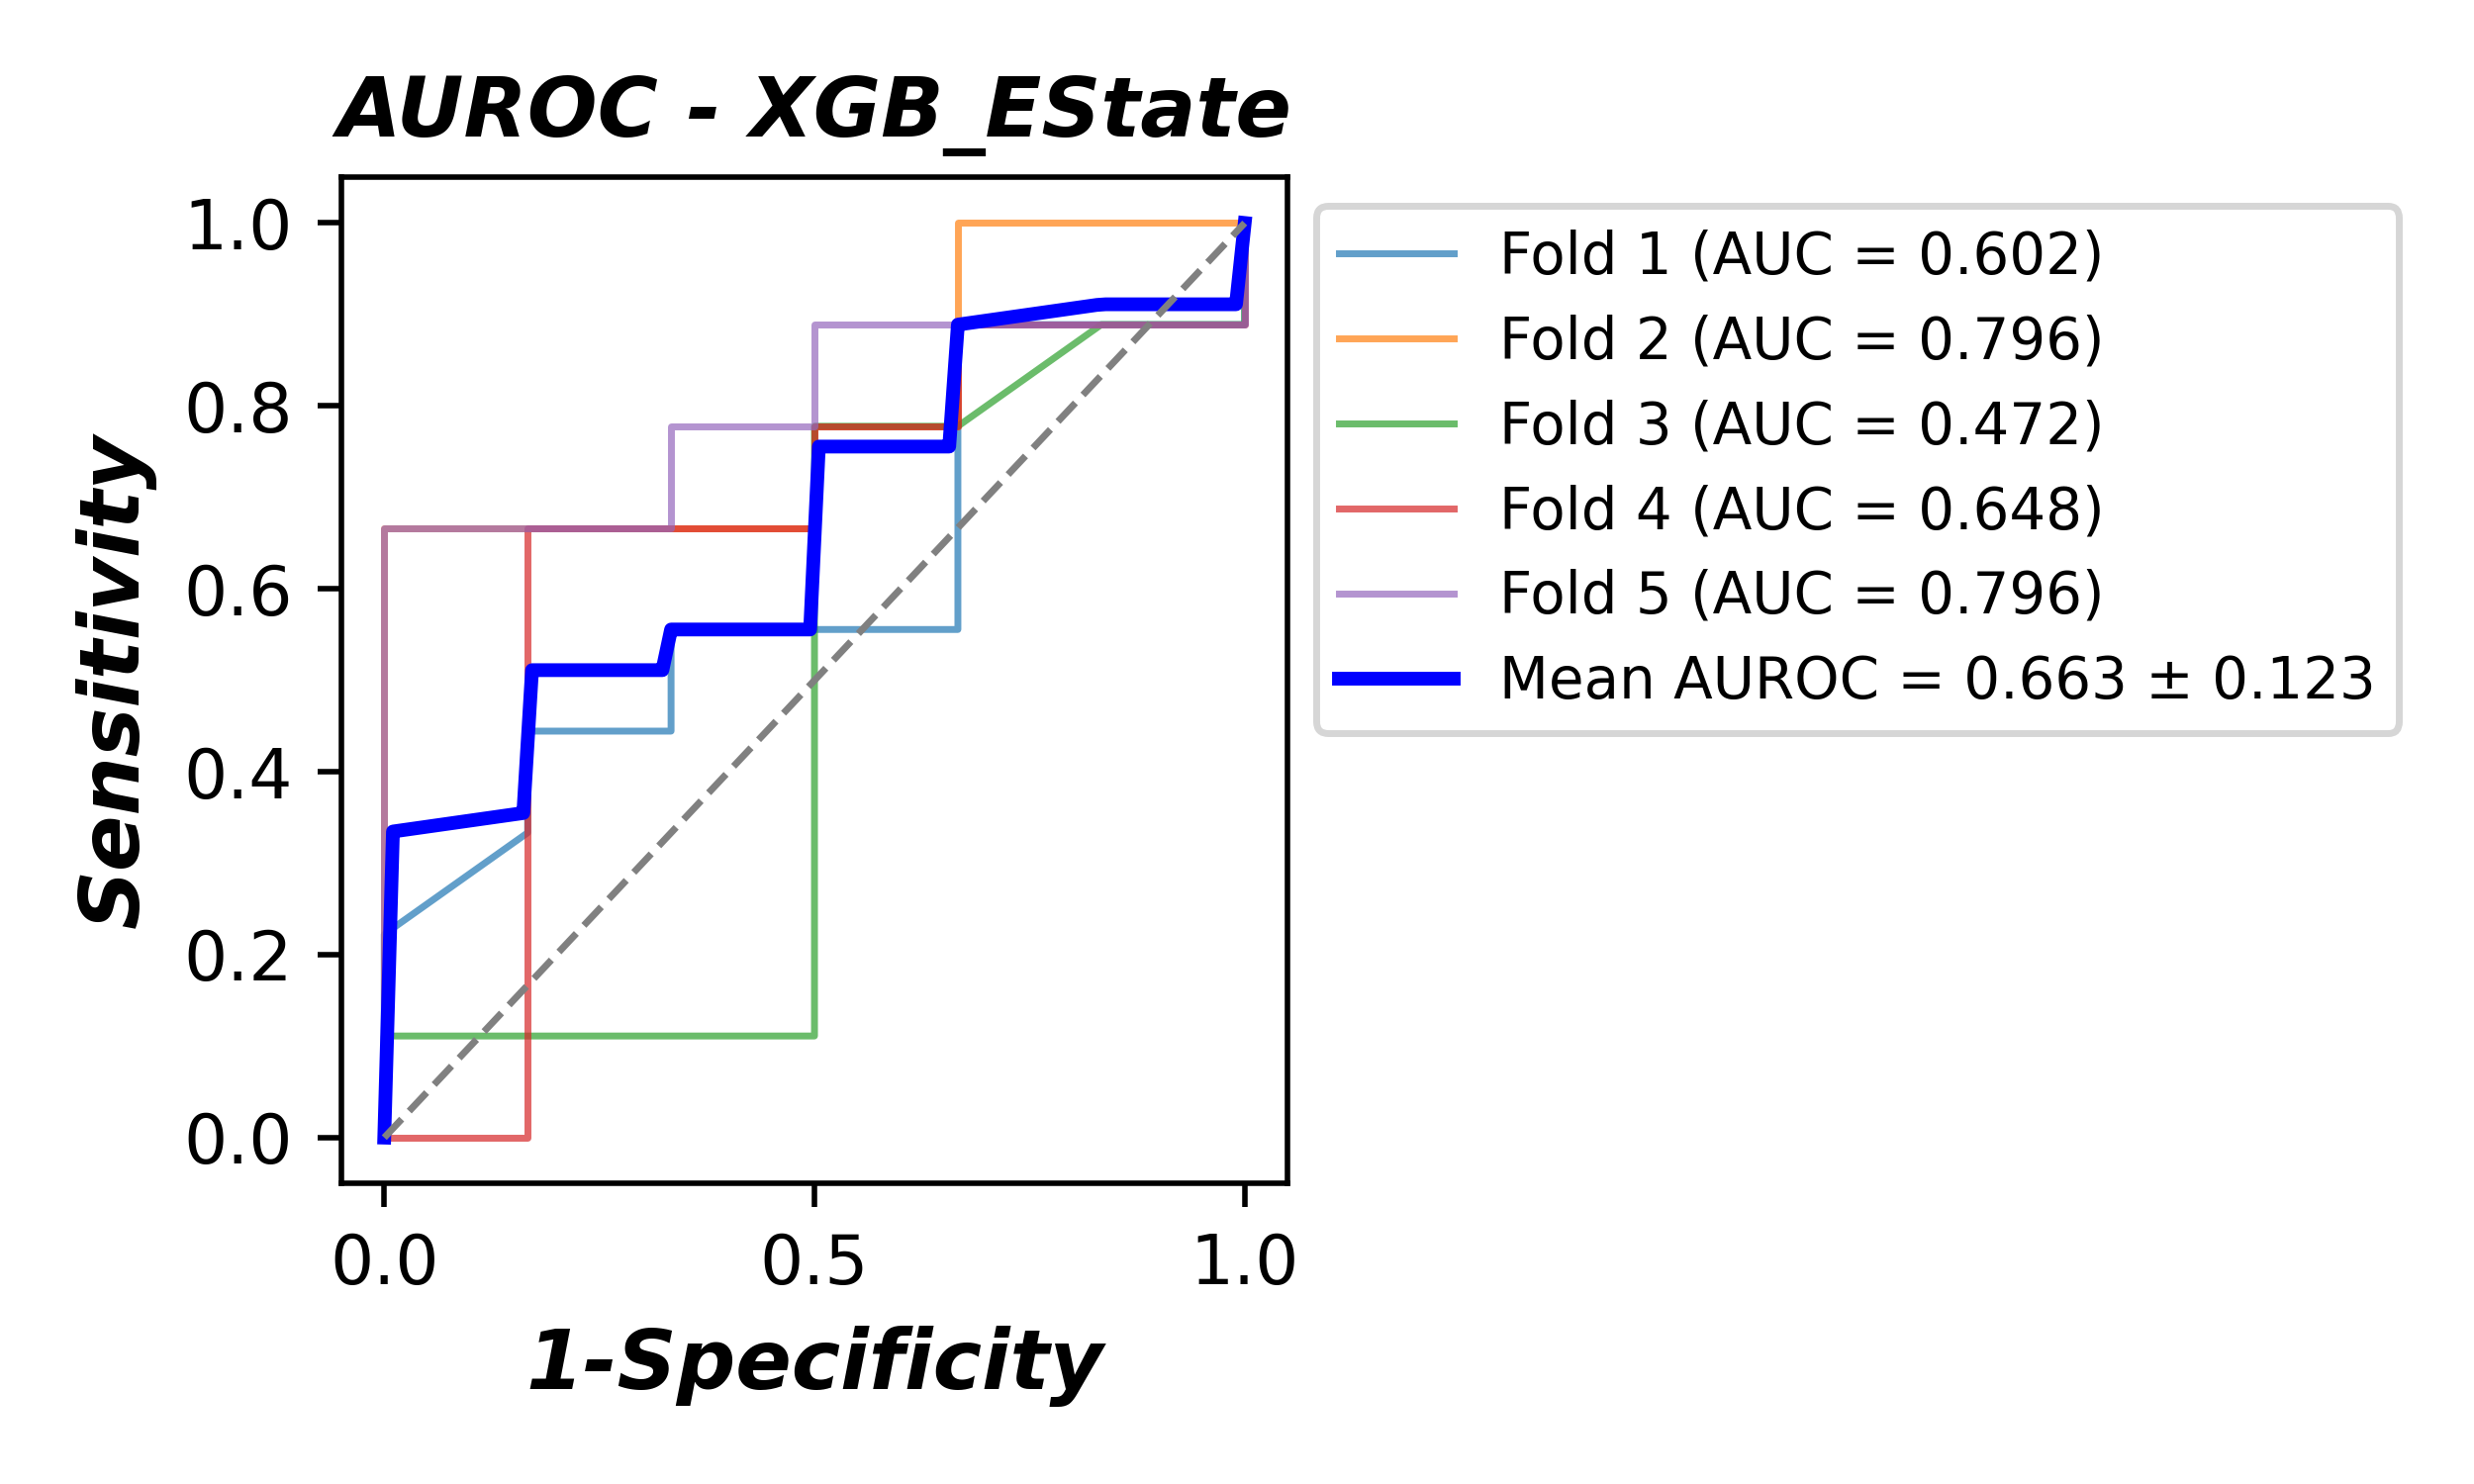 AUROC - XGB_EState
Sensitivity
1.0
0.8
0.6
0.4
0.2
0.0
0.0 0.5 1.0
1-Specificity
Fold 1 (AUC = 0.602)
Fold 2 (AUC = 0.796)
Fold 3 (AUC = 0.472)
Fold 4 (AUC = 0.648)
Fold 5 (AUC = 0.796)
Mean AUROC = 0.663 ± 0.123